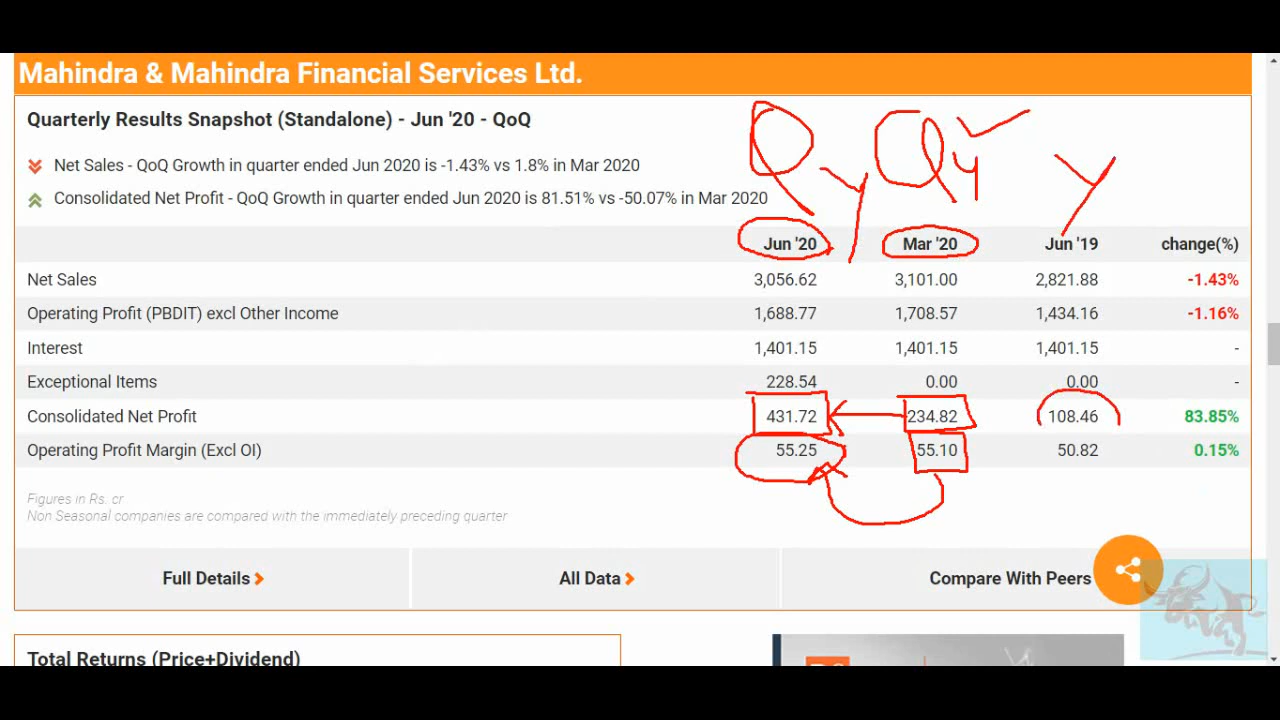 Mahindra & Mahindra Financial Services Ltd.
Quarterly Results Snapshot (Standalone) - Jun '20 - QoQ
Net Sales - QoQ Growth in quarter ended Jun 2020 is -1.43% vs 1.8% in Mar 2020
Consolidated Net Profit - QoQ Growth in quarter ended Jun 2020 is 81.51% vs -50.07% in Mar 2020
Q y Q4 y
Jun '20 Mar '20 Jun '19 change(%)
Net Sales 3,056.62 3,101.00 2,821.88 -1.43%
Operating Profit (PBDIT) excl Other Income 1,688.77 1,708.57 1,434.16 -1.16%
Interest 1,401.15 1,401.15 1,401.15 -
Exceptional Items 228.54 0.00 0.00 -
Consolidated Net Profit 431.72 234.82 108.46 83.85%
Operating Profit Margin (Excl OI) 55.25 55.10 50.82 0.15%
Figures in Rs. cr
Non Seasonal companies are compared with the immediately preceding quarter
Full Details All Data Compare With Peers
Total Returns (Price+Dividend)